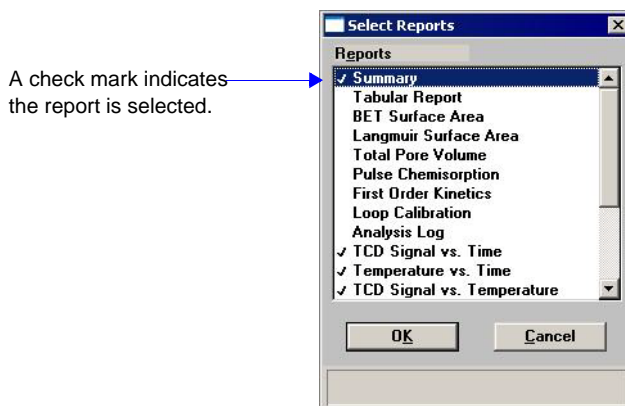 Select Reports
Reports
A check mark indicates
the report is selected.
✓ Summary
Tabular Report
BET Surface Area
Langmuir Surface Area
Total Pore Volume
Pulse Chemisorption
First Order Kinetics
Loop Calibration
Analysis Log
✓ TCD Signal vs. Time
✓ Temperature vs. Time
✓ TCD Signal vs. Temperature
OK
Cancel